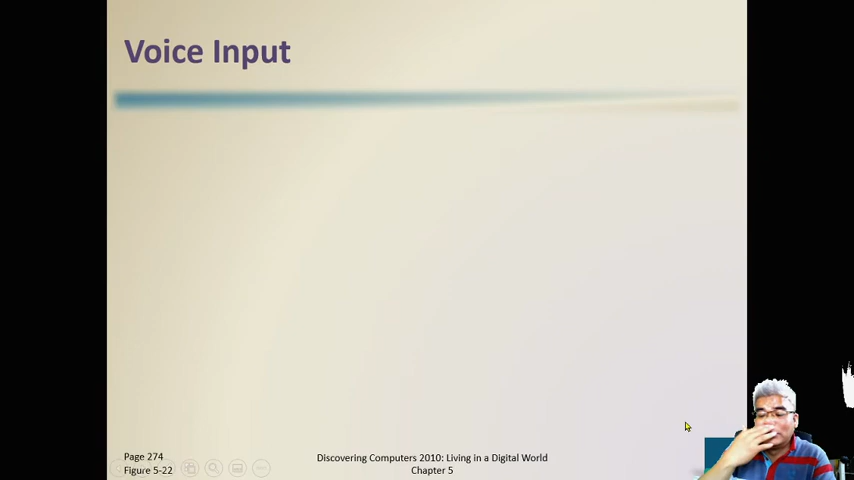 Voice Input
Page 274
Figure 5-22
Discovering Computers 2010: Living in a Digital World
Chapter 5